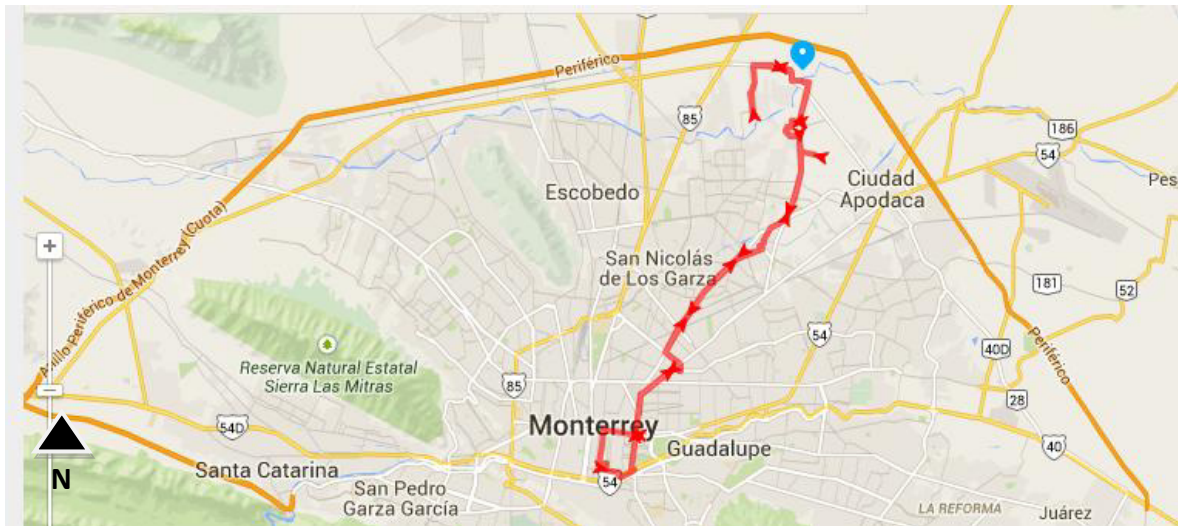 Periférico
85
186
54
Pes
Escobedo
Ciudad
Apodaca
Anillo Periférico de Monterrey (Cuota)
+
San Nicolás
de Los Garza
181
52
54
Periférico
Reserva Natural Estatal
Sierra Las Mitras
40D
85
−
28
54D
Monterrey
Guadalupe
40
Santa Catarina
N
San Pedro
Garza García
54
LA REFORMA
Juárez